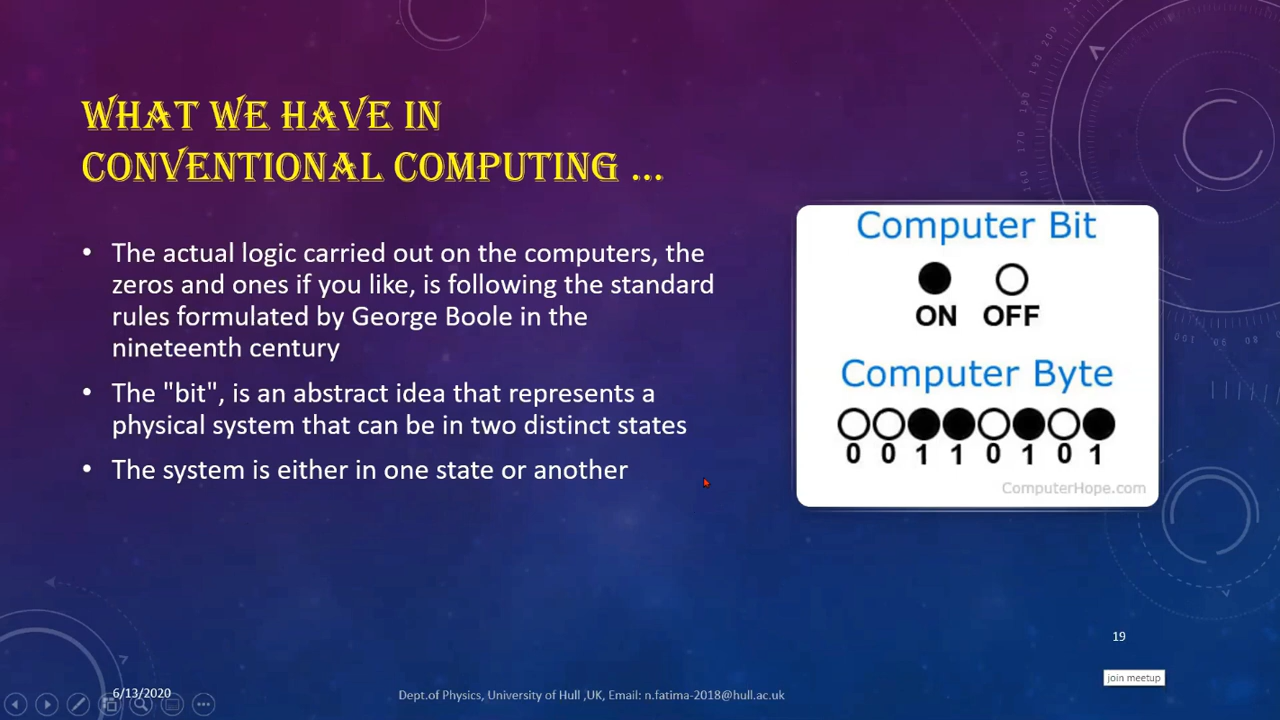 WHAT WE HAVE IN
CONVENTIONAL COMPUTING ...
• The actual logic carried out on the computers, the
zeros and ones if you like, is following the standard
rules formulated by George Boole in the
nineteenth century
• The "bit", is an abstract idea that represents a
physical system that can be in two distinct states
• The system is either in one state or another
Computer Bit
ON OFF
Computer Byte
0 0 1 1 0 1 0 1
ComputerHope.com
19
join meetup
6/13/2020
Dept.of Physics, University of Hull ,UK, Email: n.fatima-2018@hull.ac.uk